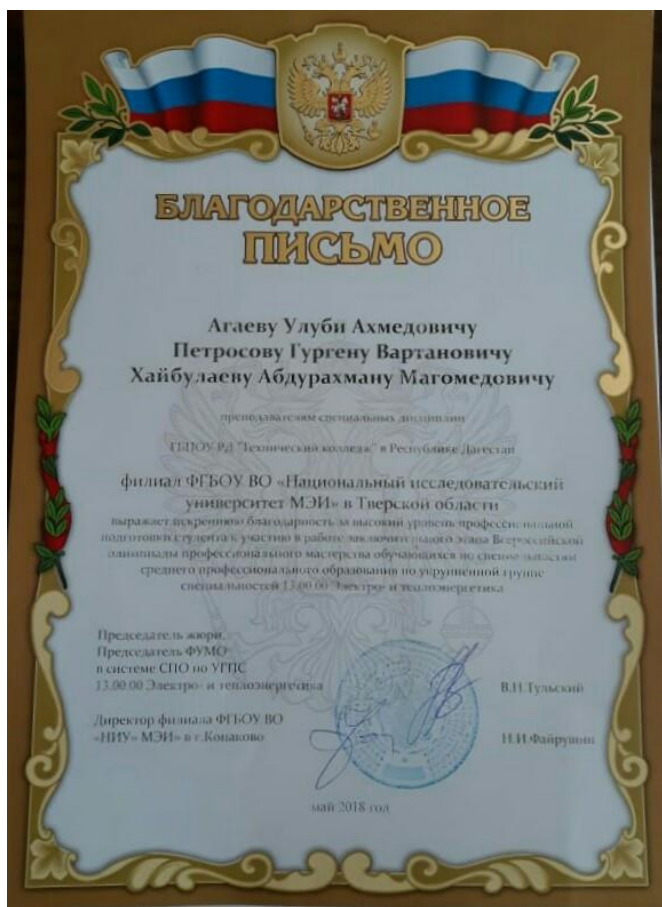 БЛАГОДАРСТВЕННОЕ
ПИСЬМО
Агаеву Улуби Ахмедовичу
Петросову Гургену Вартановичу
Хайбулаеву Абдурахману Магомедовичу
преподавателям специальных дисциплин
ГБПОУ РД "Технический колледж" в Республике Дагестан
филиал ФГБОУ ВО «Национальный исследовательский
университет МЭИ» в Тверской области
выражает искреннюю благодарность за высокий уровень профессиональной
подготовки студента к участию в работе заключительного этапа Всероссийской
олимпиады профессионального мастерства обучающихся по специальностям
среднего профессионального образования по укрупненной группе
специальностей 13.00.00 Электро- и теплоэнергетика
Председатель жюри,
Председатель ФУМО
в системе СПО по УГПС
13.00.00 Электро- и теплоэнергетика
В.Н.Тульский
Директор филиала ФГБОУ ВО
«НИУ» МЭИ» в г.Конаково
Н.И.Файрушин
май 2018 год